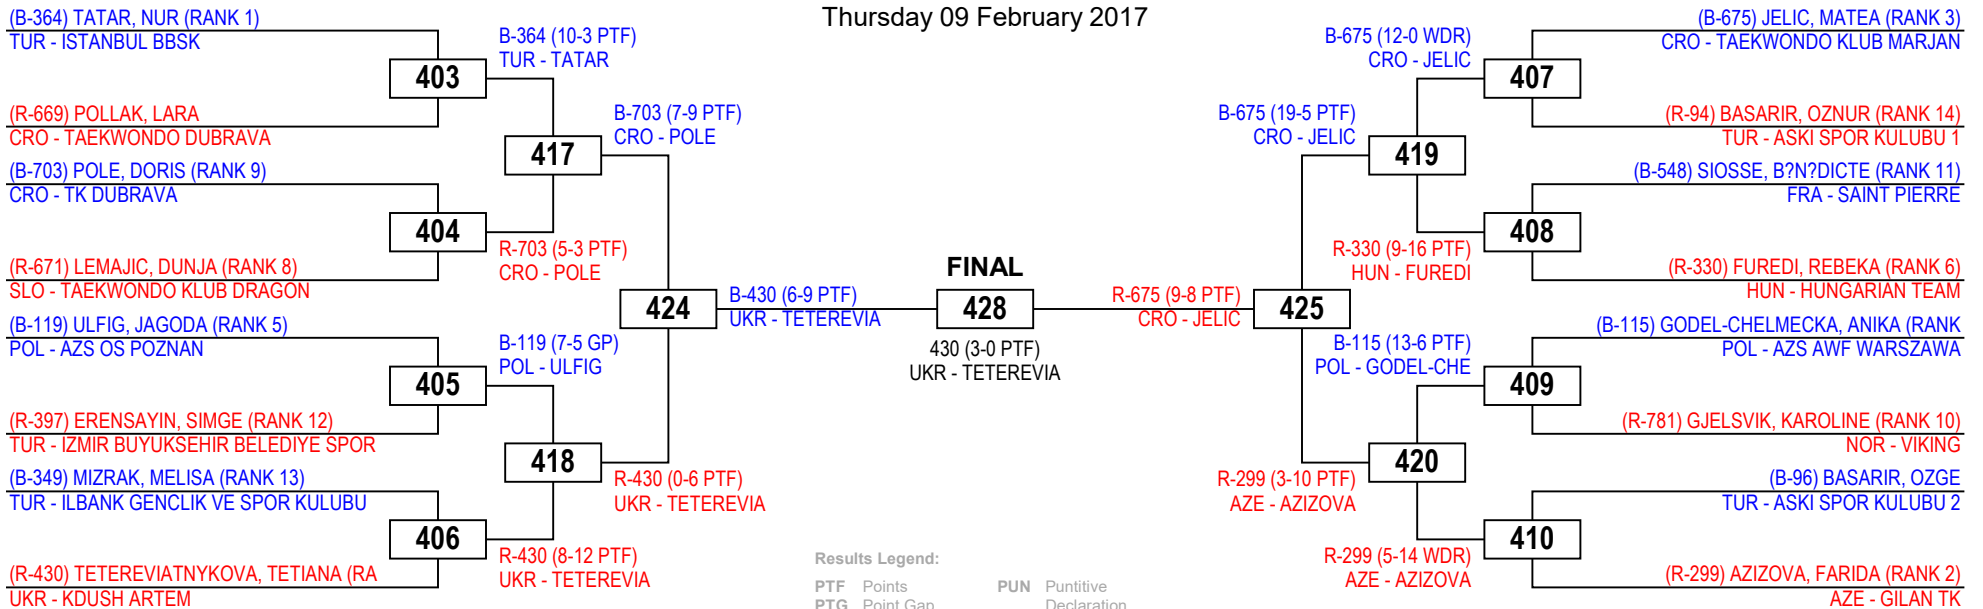 Thursday 09 February 2017
(B-364) TATAR, NUR (RANK 1)
TUR - ISTANBUL BBSK
403
(R-669) POLLAK, LARA
CRO - TAEKWONDO DUBRAVA
(B-703) POLE, DORIS (RANK 9)
CRO - TK DUBRAVA
404
(R-671) LEMAJIC, DUNJA (RANK 8)
SLO - TAEKWONDO KLUB DRAGON
(B-119) ULFIG, JAGODA (RANK 5)
POL - AZS OS POZNAN
405
(R-397) ERENSAYIN, SIMGE (RANK 12)
TUR - IZMIR BUYUKSEHIR BELEDIYE SPOR
(B-349) MIZRAK, MELISA (RANK 13)
TUR - ILBANK GENCLIK VE SPOR KULUBU
406
(R-430) TETEREVIATNYKOVA, TETIANA (RA
UKR - KDUSH ARTEM
B-364 (10-3 PTF)
TUR - TATAR
417
R-703 (5-3 PTF)
CRO - POLE
B-119 (7-5 GP)
POL - ULFIG
418
R-430 (8-12 PTF)
UKR - TETEREVIA
B-703 (7-9 PTF)
CRO - POLE
424
R-430 (0-6 PTF)
UKR - TETEREVIA
B-430 (6-9 PTF)
UKR - TETEREVIA
FINAL
428
430 (3-0 PTF)
UKR - TETEREVIA
R-675 (9-8 PTF)
CRO - JELIC
B-675 (19-5 PTF)
CRO - JELIC
425
R-299 (3-10 PTF)
AZE - AZIZOVA
B-675 (12-0 WDR)
CRO - JELIC
419
R-330 (9-16 PTF)
HUN - FUREDI
B-115 (13-6 PTF)
POL - GODEL-CHE
420
R-299 (5-14 WDR)
AZE - AZIZOVA
(B-675) JELIC, MATEA (RANK 3)
CRO - TAEKWONDO KLUB MARJAN
407
(R-94) BASARIR, OZNUR (RANK 14)
TUR - ASKI SPOR KULUBU 1
(B-548) SIOSSE, B?N?DICTE (RANK 11)
FRA - SAINT PIERRE
408
(R-330) FUREDI, REBEKA (RANK 6)
HUN - HUNGARIAN TEAM
(B-115) GODEL-CHELMECKA, ANIKA (RANK
POL - AZS AWF WARSZAWA
409
(R-781) GJELSVIK, KAROLINE (RANK 10)
NOR - VIKING
(B-96) BASARIR, OZGE
TUR - ASKI SPOR KULUBU 2
410
(R-299) AZIZOVA, FARIDA (RANK 2)
AZE - GILAN TK
Results Legend:
PTF Points PUN Puntitive
PTG Point Gap Declaration